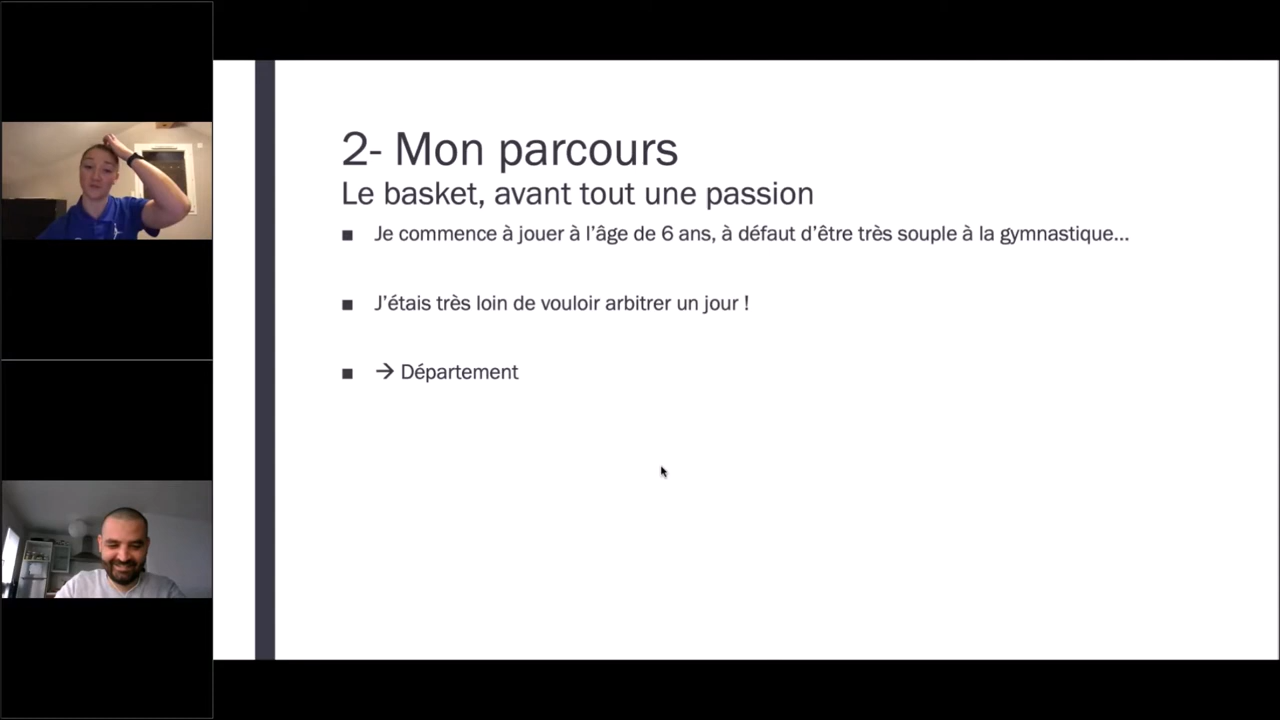 2- Mon parcours
Le basket, avant tout une passion
■ Je commence à jouer à l’âge de 6 ans, à défaut d’être très souple à la gymnastique…
■ J’étais très loin de vouloir arbitrer un jour !
■ → Département